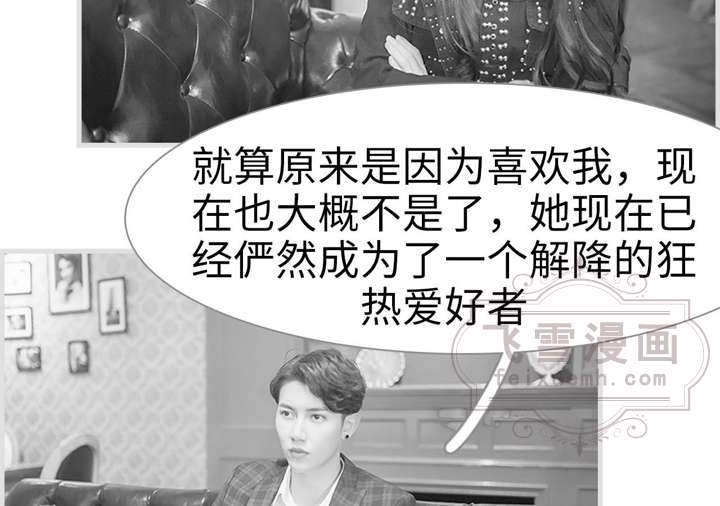 就算原来是因为喜欢我，现
在也大概不是了，她现在已
经俨然成为了一个解降的狂
热爱好者
飞雪漫画
feixuemh.com